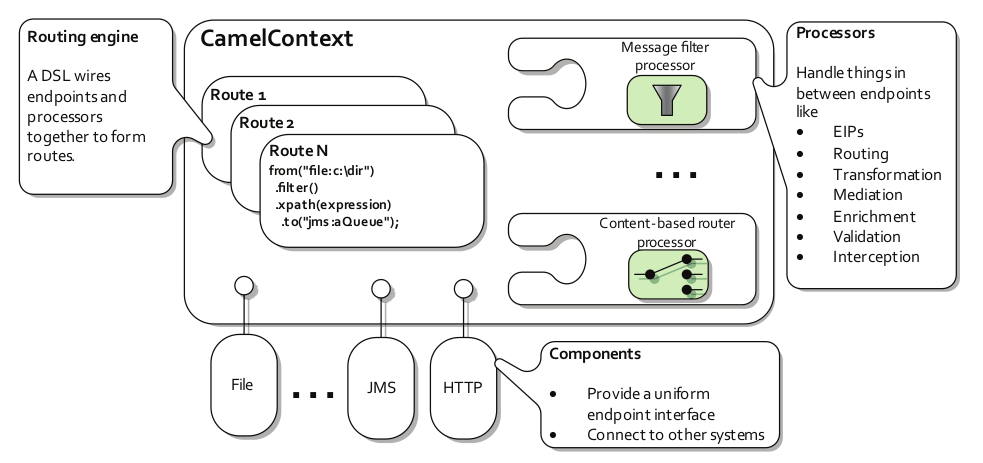 Routing engine
A DSL wires
endpoints and
processors
together to form
routes.
CamelContext
Route 1
Route 2
Route N
from("file:c:\dir")
.filter()
.xpath(expression)
.to("jms:aQueue");
Message filter
processor
...
Content-based router
processor
Processors
Handle things in
between endpoints
like
• EIPs
• Routing
• Transformation
• Mediation
• Enrichment
• Validation
• Interception
File
...
JMS
HTTP
Components
• Provide a uniform
endpoint interface
• Connect to other systems